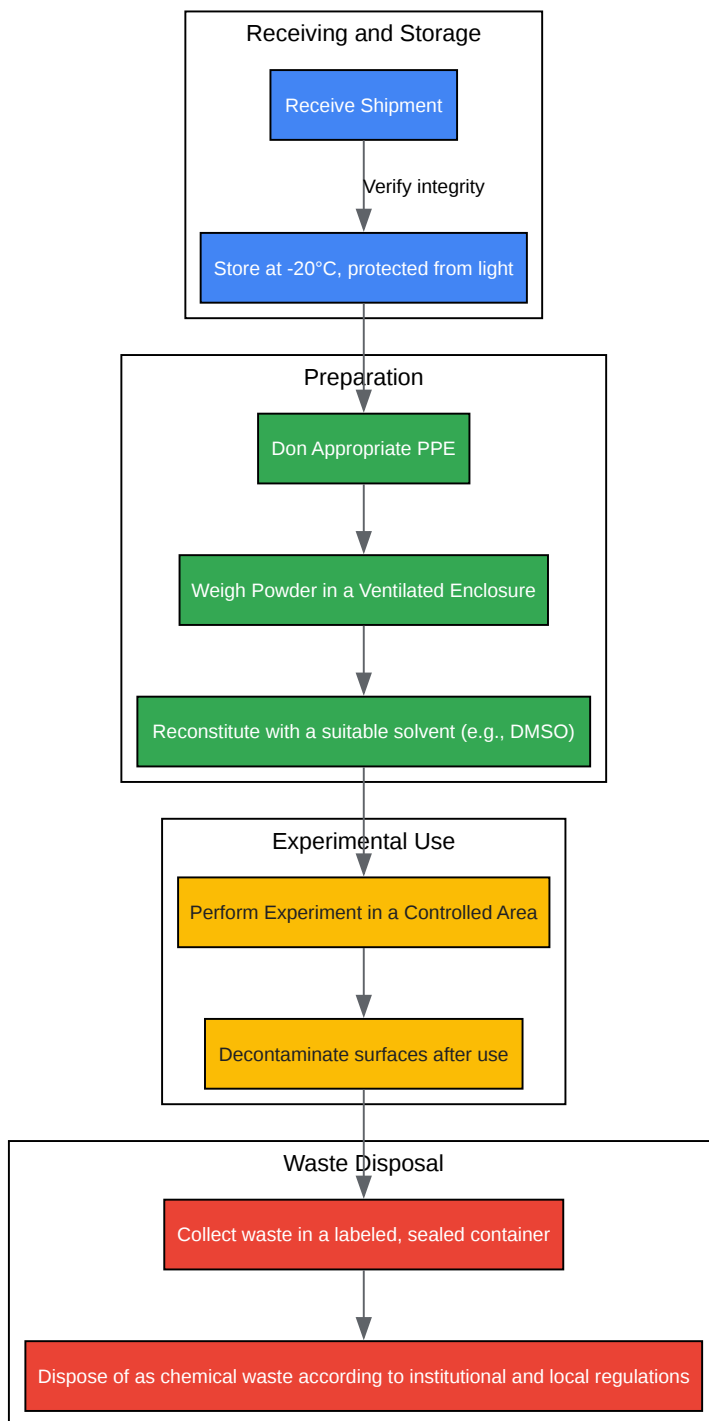 Receiving and Storage
Receive Shipment
Verify integrity
Store at -20°C, protected from light
Preparation
Don Appropriate PPE
Weigh Powder in a Ventilated Enclosure
Reconstitute with a suitable solvent (e.g., DMSO)
Experimental Use
Perform Experiment in a Controlled Area
Decontaminate surfaces after use
Waste Disposal
Collect waste in a labeled, sealed container
Dispose of as chemical waste according to institutional and local regulations